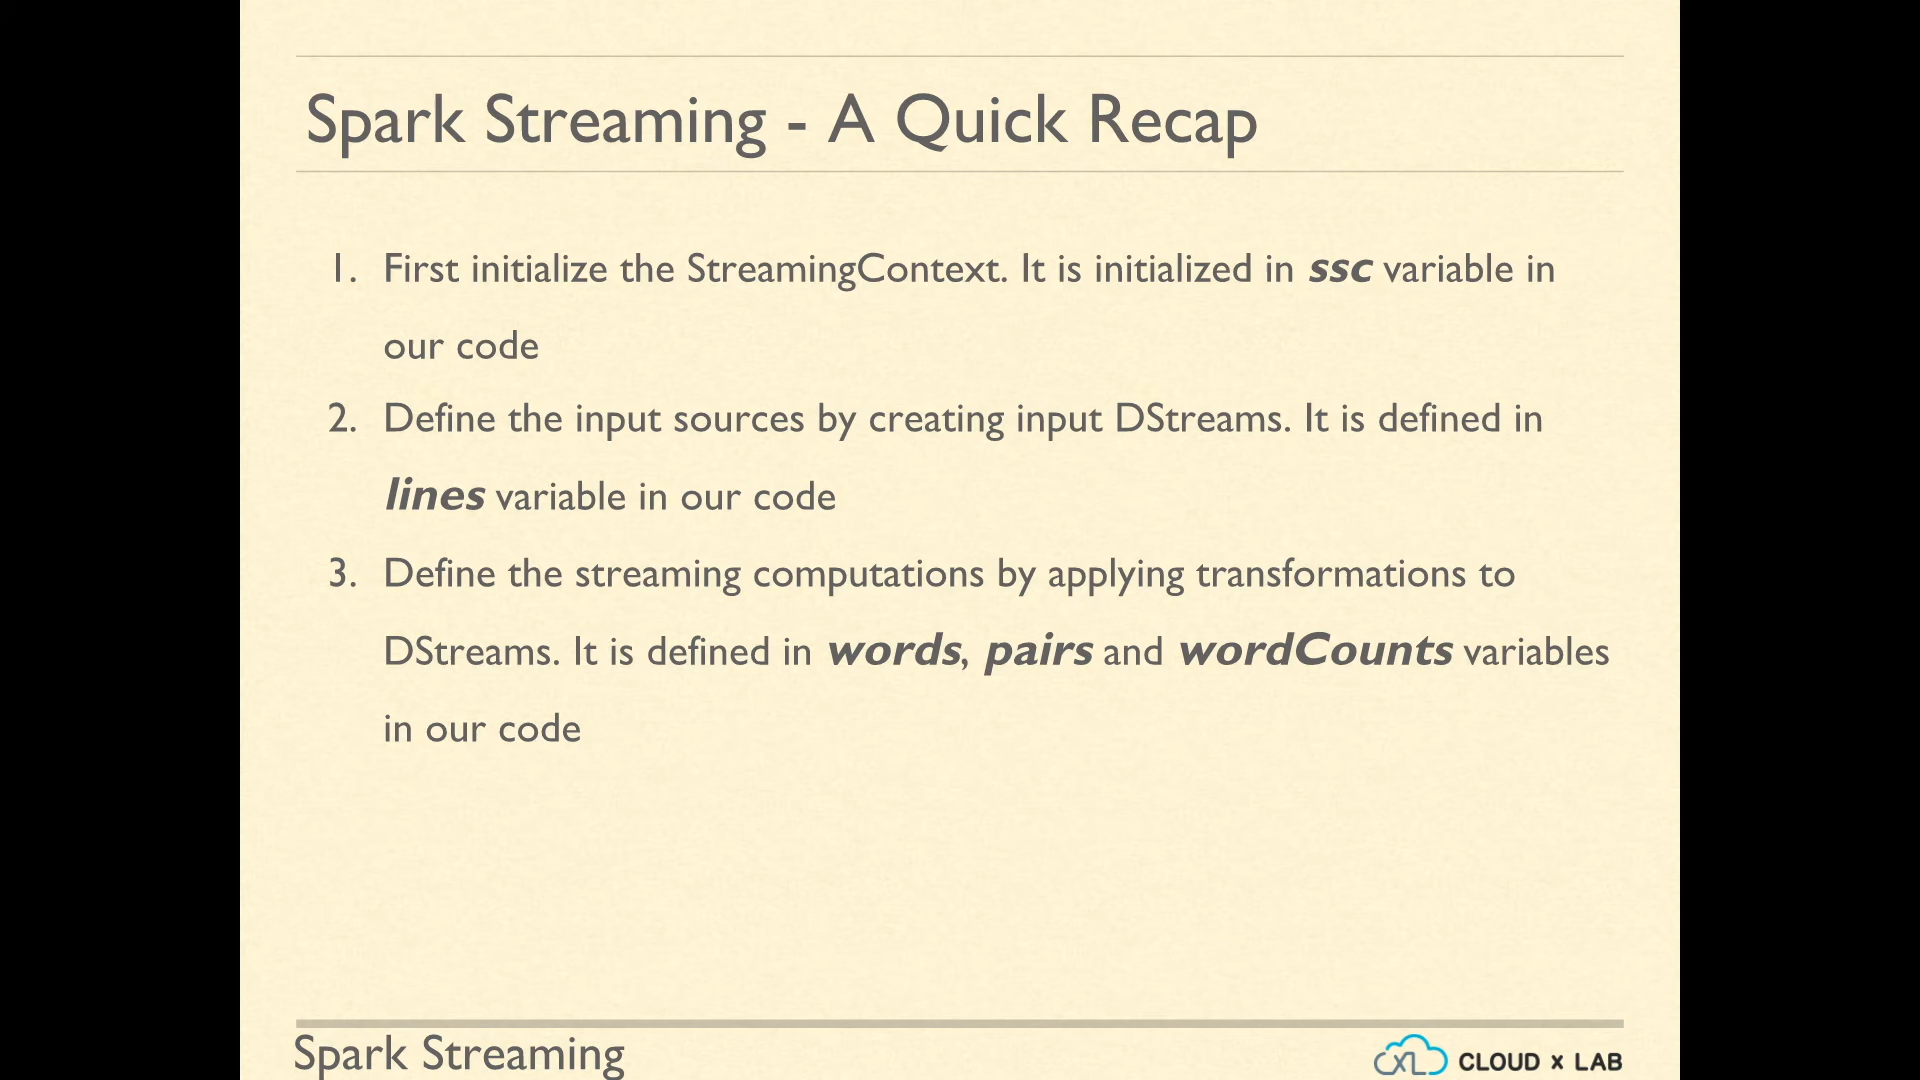 Spark Streaming - A Quick Recap
1. First initialize the StreamingContext. It is initialized in ssc variable in
our code
2. Define the input sources by creating input DStreams. It is defined in
lines variable in our code
3. Define the streaming computations by applying transformations to
DStreams. It is defined in words, pairs and wordCounts variables
in our code
Spark Streaming
CXL CLOUD x LAB